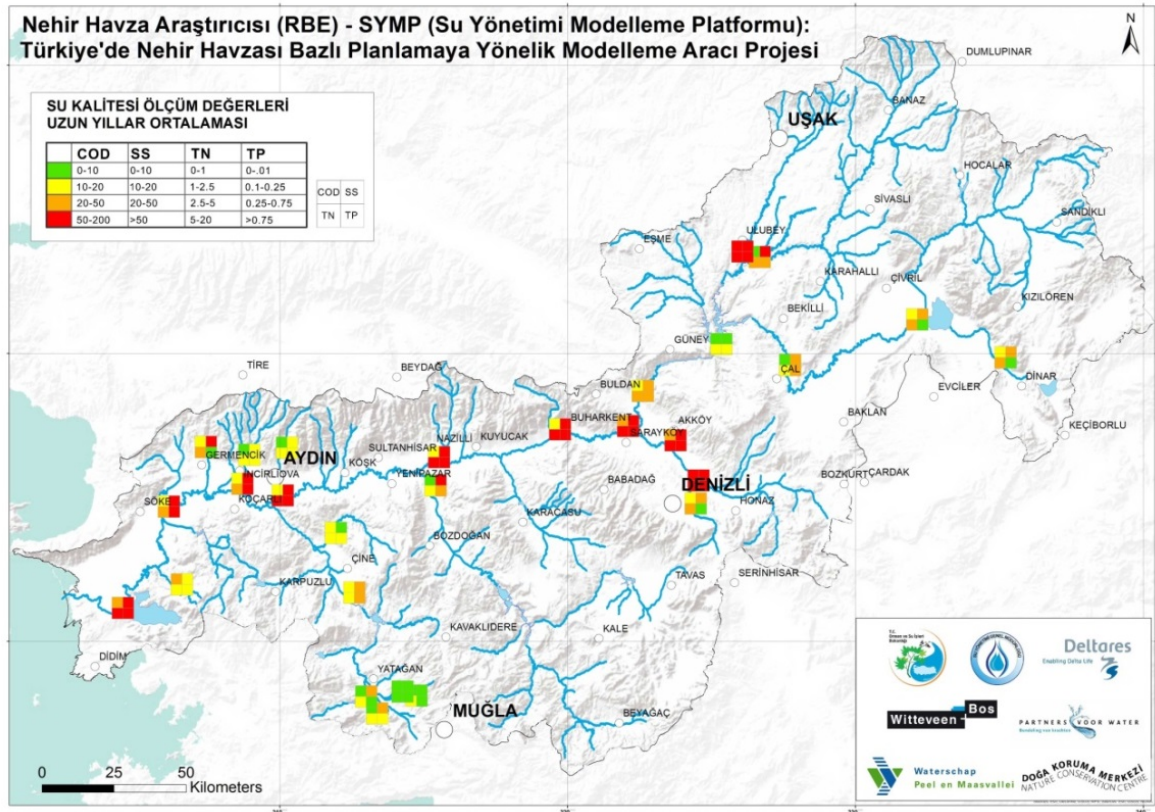 Nehir Havza Araştırıcısı (RBE) - SYMP (Su Yönetimi Modelleme Platformu):
Türkiye'de Nehir Havzası Bazlı Planlamaya Yönelik Modelleme Aracı Projesi
N
SU KALİTESİ ÖLÇÜM DEĞERLERİ
UZUN YILLAR ORTALAMASI
COD SS TN TP
0-10 0-10 0-1 0-.01
10-20 10-20 1-2.5 0.1-0.25
20-50 20-50 2.5-5 0.25-0.75
50-200 >50 5-20 >0.75
COD SS
TN TP
DUMLUPINAR
BANAZ
UŞAK
HOCALAR
SİVASLI
SANDIKLI
ULUBEY
EŞME
KARAHALLI
ÇİVRİL
KIZILÖREN
BEKİLLİ
GÜNEY
ÇAL
DİNAR
EVCİLER
TİRE
BEYDAĞ
BULDAN
BAKLAN
KEÇİBORLU
BUHARKENT
AKKÖY
SARAYKÖY
KUYUCAK
NAZİLLİ
SULTANHİSAR
GERMENCİK
AYDIN
KÖŞK
İNCİRLİOVA
YENİPAZAR
BABADAĞ
DENİZLİ
BOZKURT
ÇARDAK
HONAZ
SÖKE
KOÇARLI
KARACASU
BOZDOĞAN
ÇİNE
KARPUZLU
TAVAS
SERİNHİSAR
KAVAKLIDERE
KALE
DİDİM
YATAĞAN
MUĞLA
BEYAĞAÇ
0 25 50
Kilometers
T.C.
Orman ve Su İşleri
Bakanlığı
Deltares
Enabling Delta Life
Witteveen + Bos
PARTNERS VOOR WATER
Waterschap
Peel en Maasvallei
DOĞA KORUMA MERKEZİ
NATURE CONSERVATION CENTRE